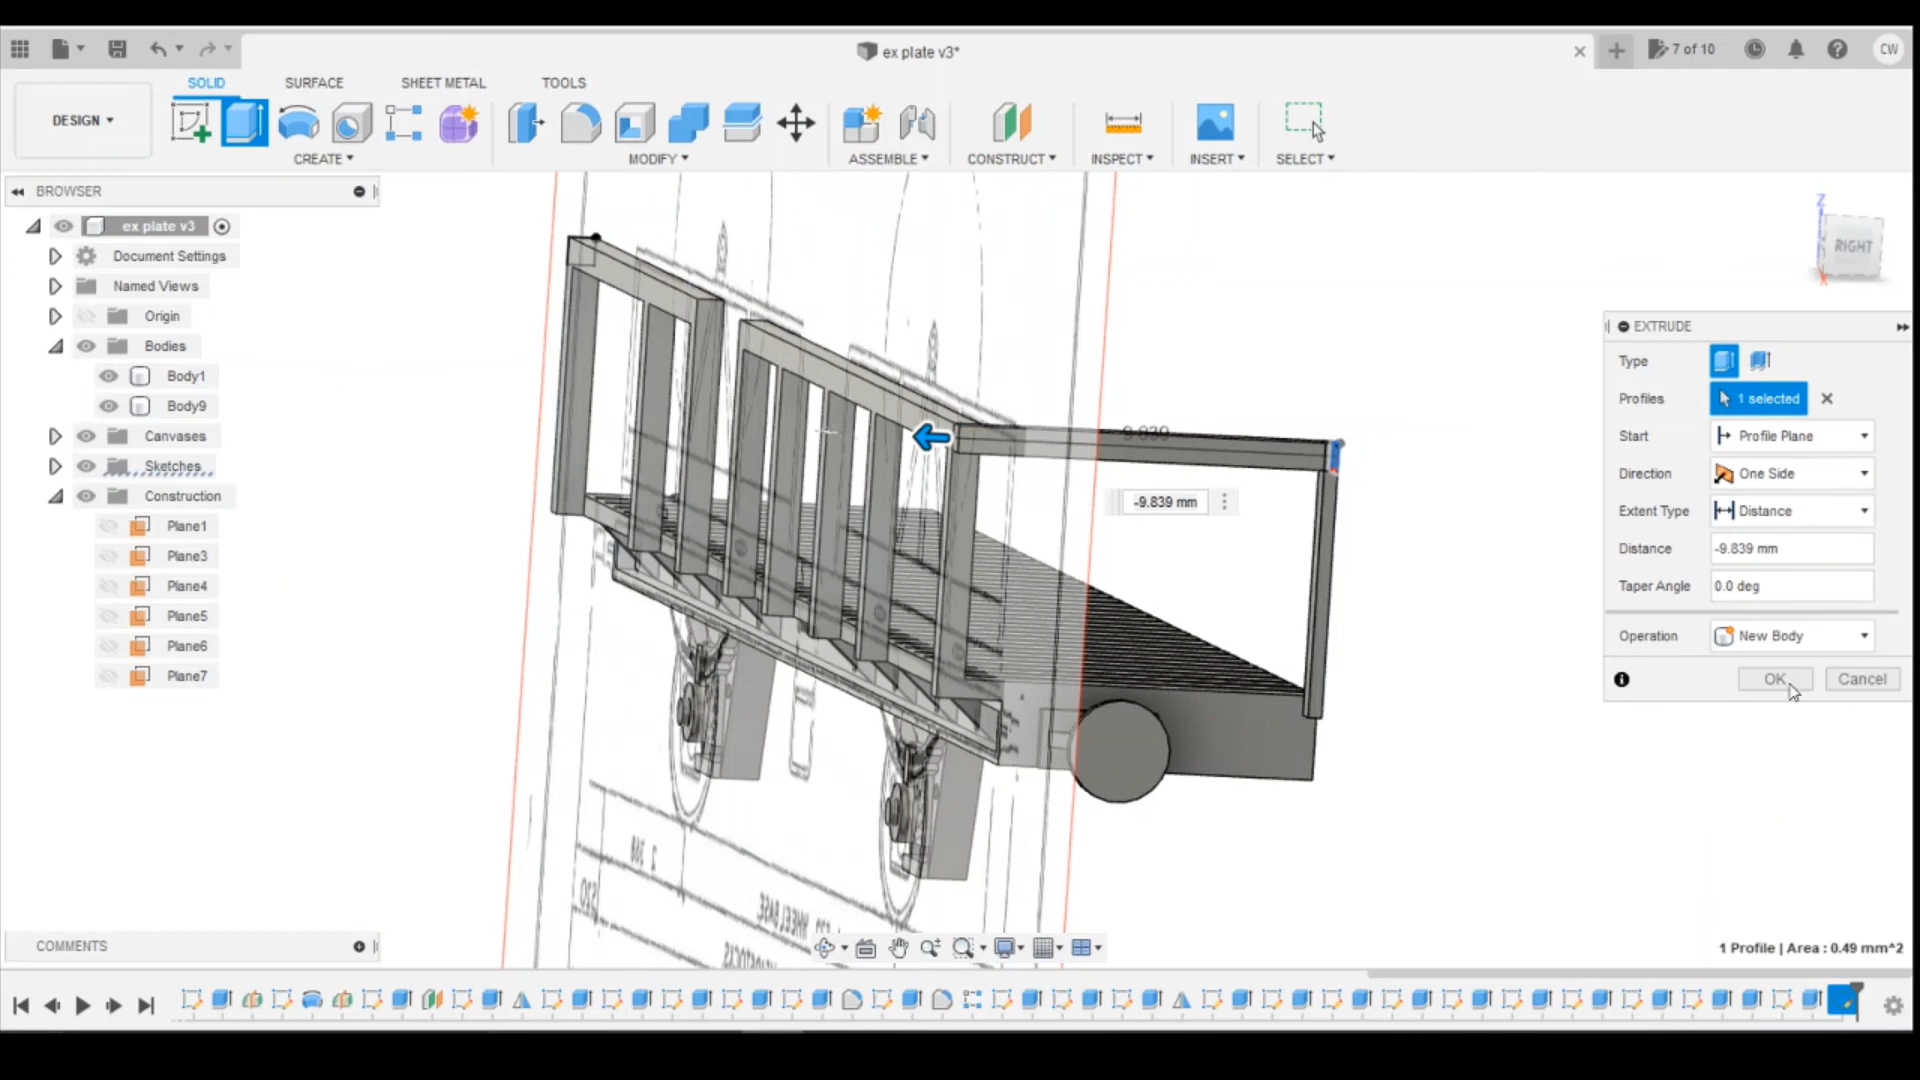 ex plate v3*
7 of 10
CW
DESIGN
SOLID
SURFACE
SHEET METAL
TOOLS
CREATE
MODIFY
ASSEMBLE
CONSTRUCT
INSPECT
INSERT
SELECT
BROWSER
ex plate v3
Document Settings
Named Views
Origin
Bodies
Body1
Body9
Canvases
Sketches
Construction
Plane1
Plane3
Plane4
Plane5
Plane6
Plane7
Z
RIGHT
X
9.839
-9.839 mm
EXTRUDE
Type
Profiles
1 selected
Start
Profile Plane
Direction
One Side
Extent Type
Distance
Distance
-9.839 mm
Taper Angle
0.0 deg
Operation
New Body
OK
Cancel
WHEELBASE
HEADSTOCKS
COMMENTS
1 Profile | Area : 0.49 mm^2